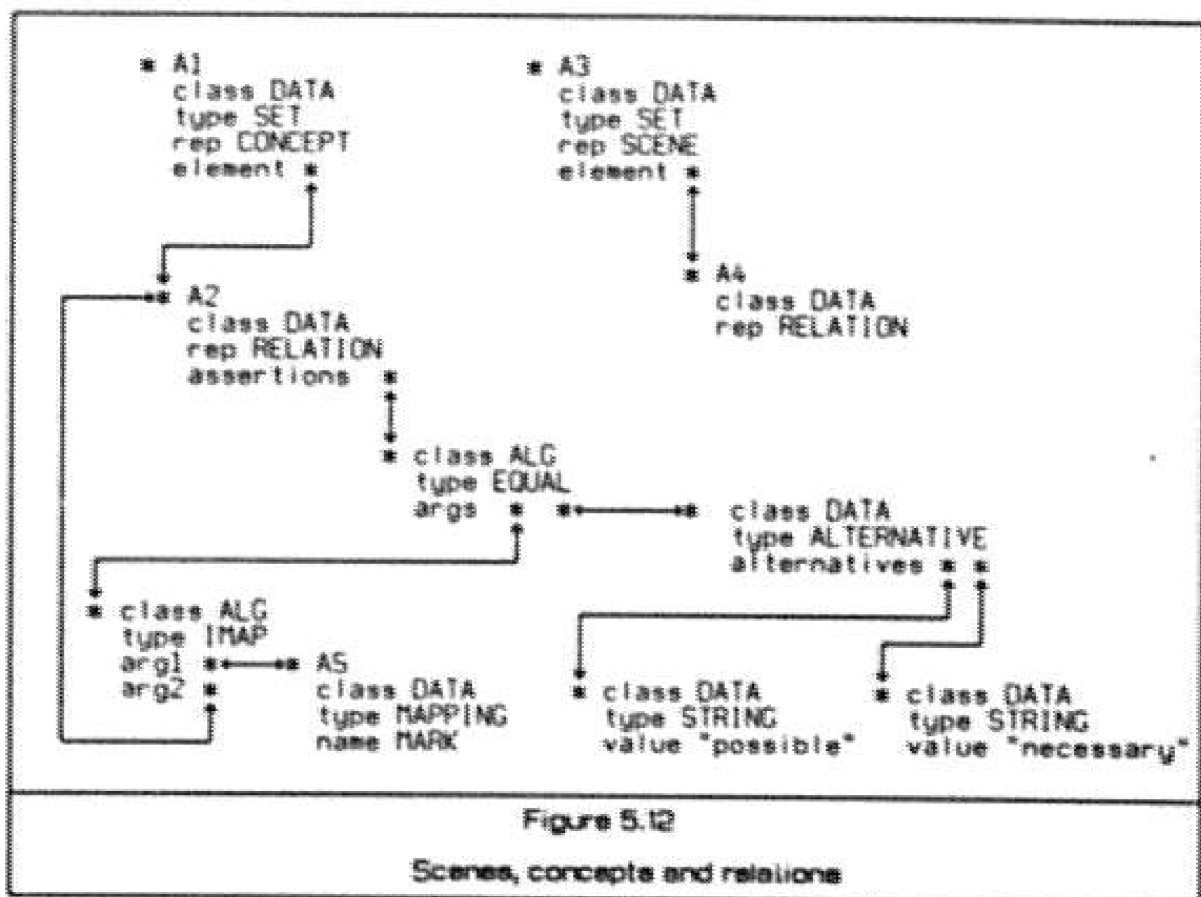 * A1
class DATA
type SET
rep CONCEPT
element *
* A3
class DATA
type SET
rep SCENE
element *
* A2
class DATA
rep RELATION
assertions *
* A4
class DATA
rep RELATION
* class ALG
type EQUAL
args * *
* class DATA
type ALTERNATIVE
alternatives * *
* class ALG
type IMAP
arg1 *
arg2 *
* A5
class DATA
type MAPPING
name MARK
* class DATA
type STRING
value "possible"
* class DATA
type STRING
value "necessary"
Figure 5.12
Scenes, concepts and relations